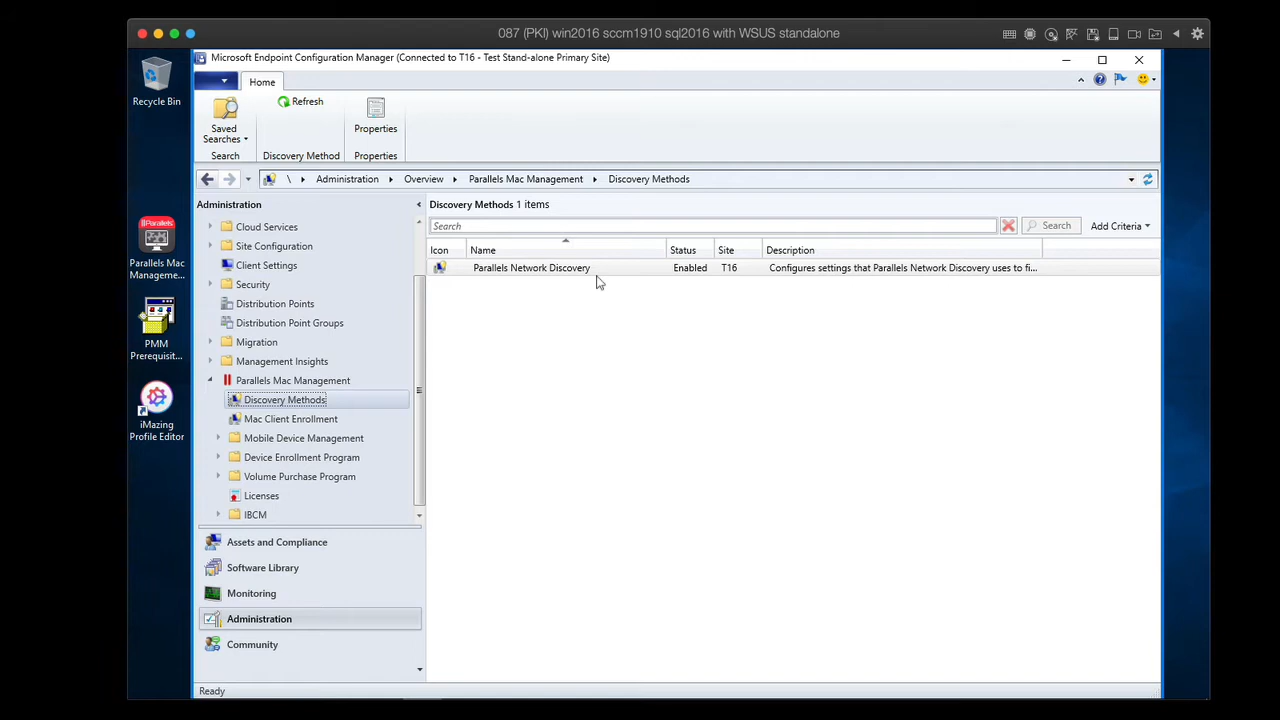 087 (PKI) win2016 sccm1910 sql2016 with WSUS standalone
Recycle Bin
Parallels
Parallels Mac
Manageme...
PMM
Prerequisit...
iMazing
Profile Editor
Microsoft Endpoint Configuration Manager (Connected to T16 - Test Stand-alone Primary Site)
Home
Saved
Searches
Search
Refresh
Discovery Method
Properties
Properties
\ Administration Overview Parallels Mac Management Discovery Methods
Administration
Cloud Services
Site Configuration
Client Settings
Security
Distribution Points
Distribution Point Groups
Migration
Management Insights
Parallels Mac Management
Discovery Methods
Mac Client Enrollment
Mobile Device Management
Device Enrollment Program
Volume Purchase Program
Licenses
IBCM
Assets and Compliance
Software Library
Monitoring
Administration
Community
Discovery Methods 1 items
Search Search Add Criteria
Icon Name Status Site Description
Parallels Network Discovery Enabled T16 Configures settings that Parallels Network Discovery uses to fi...
Ready